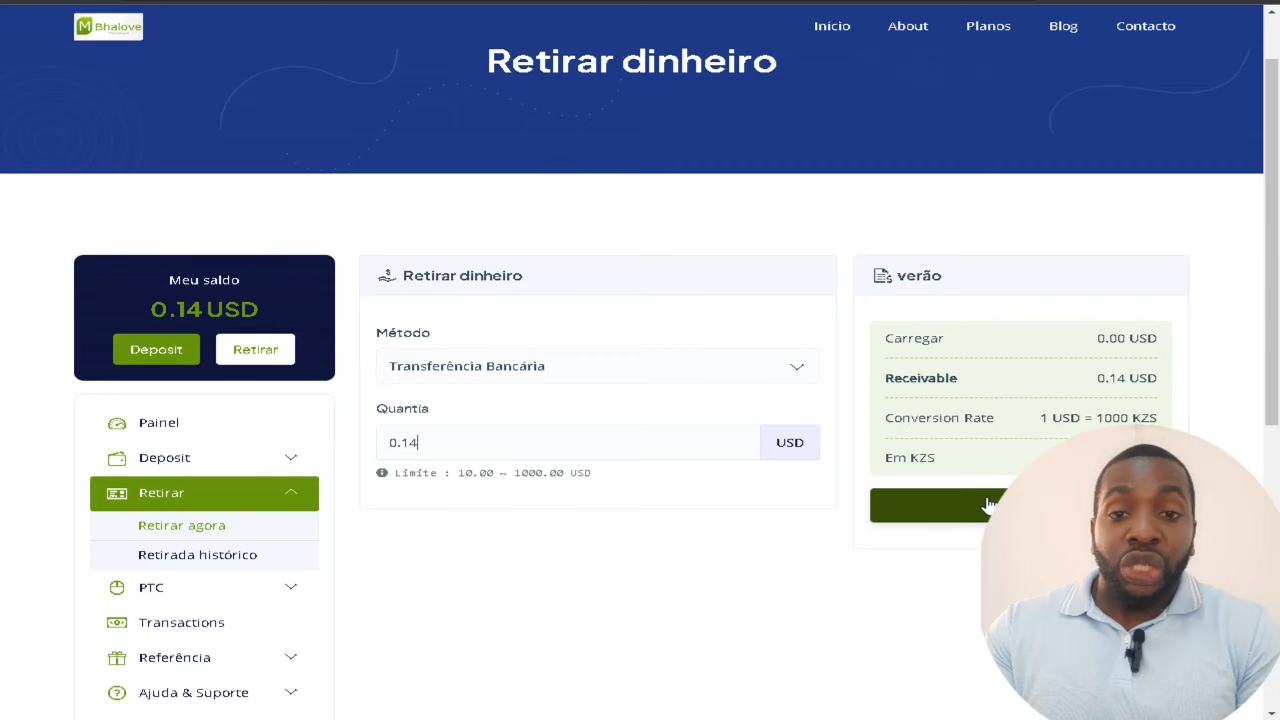 M Bhalove
Início
About
Planos
Blog
Contacto
Retirar dinheiro
Meu saldo
0.14 USD
Deposit
Retirar
Painel
Deposit
Retirar
Retirar agora
Retirada histórico
PTC
Transactions
Referência
Ajuda & Suporte
Retirar dinheiro
Método
Transferência Bancária
Quantia
0.14
USD
Limite : 10.00 ~ 1000.00 USD
verão
Carregar 0.00 USD
Receivable 0.14 USD
Conversion Rate 1 USD = 1000 KZS
Em KZS